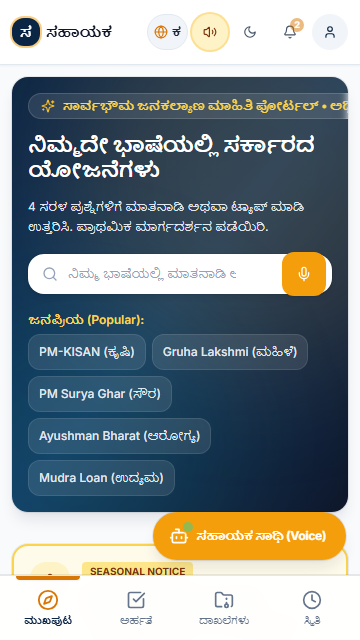 ಸ ಸಹಾಯಕ ಕ 2
ಸಾರ್ವಭೌಮ ಜನಕಲ್ಯಾಣ ಮಾಹಿತಿ ಪೋರ್ಟಲ್ •
ನಿಮ್ಮದೇ ಭಾಷೆಯಲ್ಲಿ ಸರ್ಕಾರದ
ಯೋಜನೆಗಳು
4 ಸರಳ ಪ್ರಶ್ನೆಗಳಿಗೆ ಮಾತನಾಡಿ ಅಥವಾ ಟ್ಯಾಪ್ ಮಾಡಿ
ಉತ್ತರಿಸಿ. ಪ್ರಾಥಮಿಕ ಮಾರ್ಗದರ್ಶನ ಪಡೆಯಿರಿ.
ನಿಮ್ಮ ಭಾಷೆಯಲ್ಲಿ ಮಾತನಾಡಿ
ಜನಪ್ರಿಯ (Popular):
PM-KISAN (ಕೃಷಿ) Gruha Lakshmi (ಮಹಿಳೆ)
PM Surya Ghar (ಸೌರ)
Ayushman Bharat (ಆರೋಗ್ಯ)
Mudra Loan (ಉದ್ಯಮ)
ಸಹಾಯಕ ಸಾಥಿ (Voice)
SEASONAL NOTICE
ಮುಖಪುಟ ಅರ್ಹತೆ ದಾಖಲೆಗಳು ಸ್ಥಿತಿ